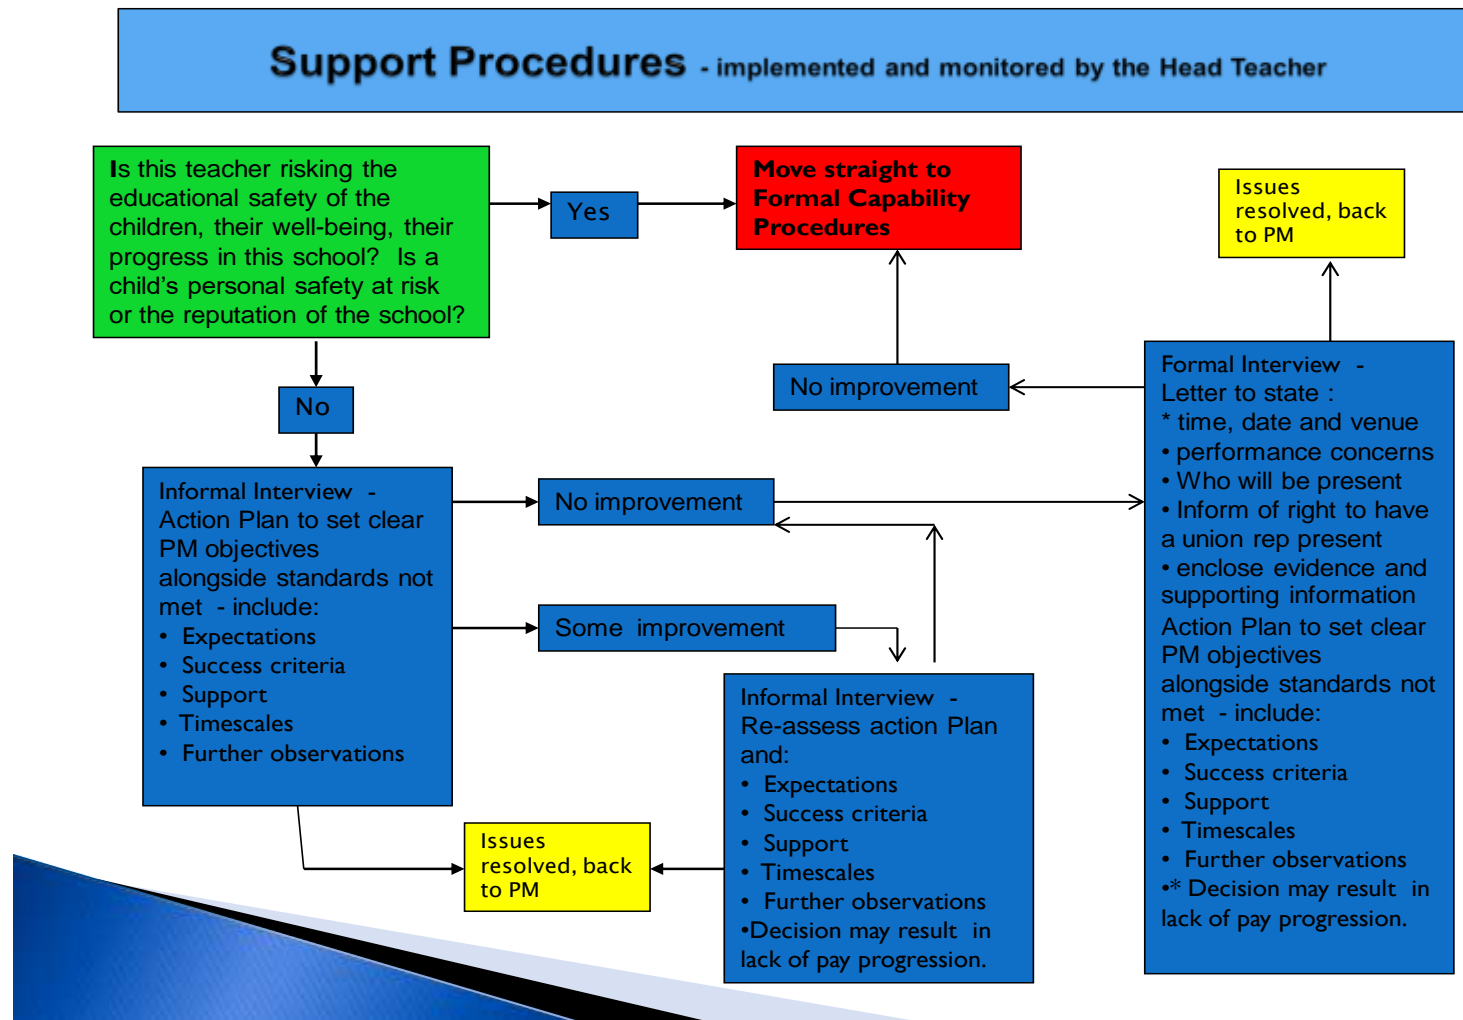 Support Procedures - implemented and monitored by the Head Teacher
Is this teacher risking the
educational safety of the
children, their well-being, their
progress in this school? Is a
child's personal safety at risk
or the reputation of the school?
Yes
Move straight to
Formal Capability
Procedures
Issues
resolved, back
to PM
No
No improvement
Informal Interview -
Action Plan to set clear
PM objectives
alongside standards not
met - include:
• Expectations
• Success criteria
• Support
• Timescales
• Further observations
No improvement
Some improvement
Issues
resolved, back
to PM
Informal Interview -
Re-assess action Plan
and:
• Expectations
• Success criteria
• Support
• Timescales
• Further observations
•Decision may result in
lack of pay progression.
Formal Interview -
Letter to state :
* time, date and venue
• performance concerns
• Who will be present
• Inform of right to have
a union rep present
• enclose evidence and
supporting information
Action Plan to set clear
PM objectives
alongside standards not
met - include:
• Expectations
• Success criteria
• Support
• Timescales
• Further observations
•* Decision may result in
lack of pay progression.